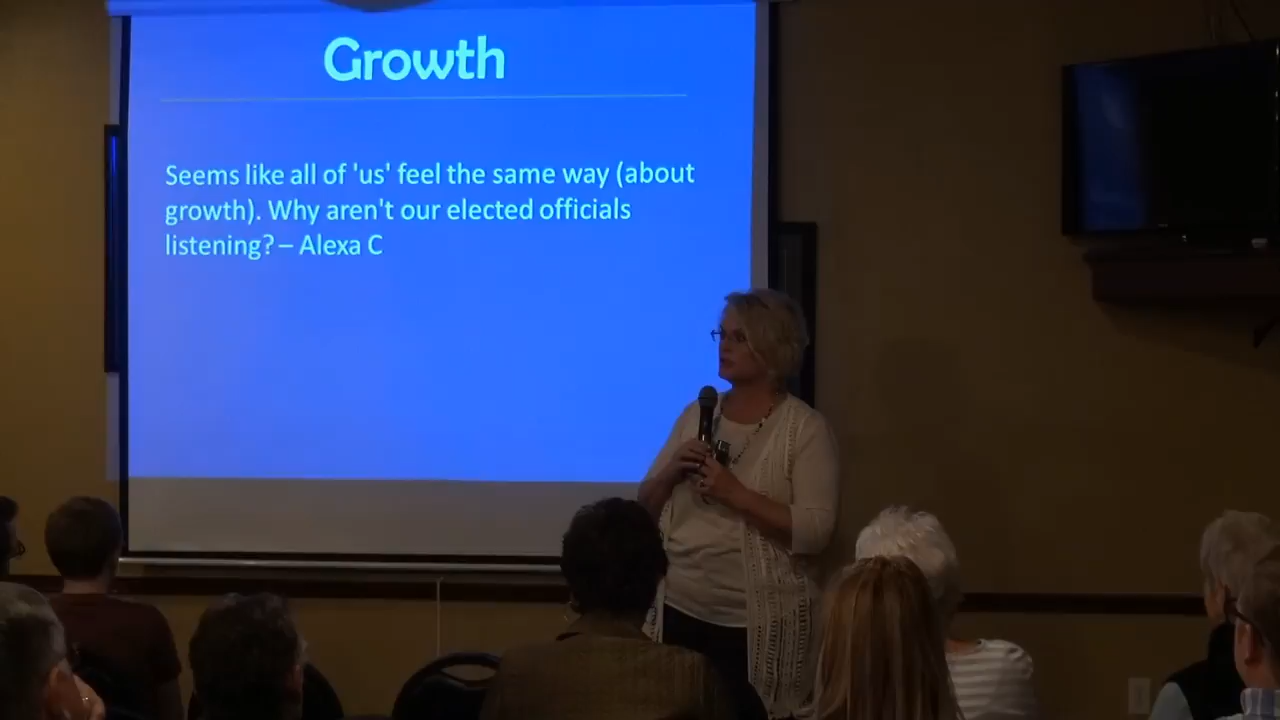 Growth
Seems like all of 'us' feel the same way (about
growth). Why aren't our elected officials
listening? – Alexa C